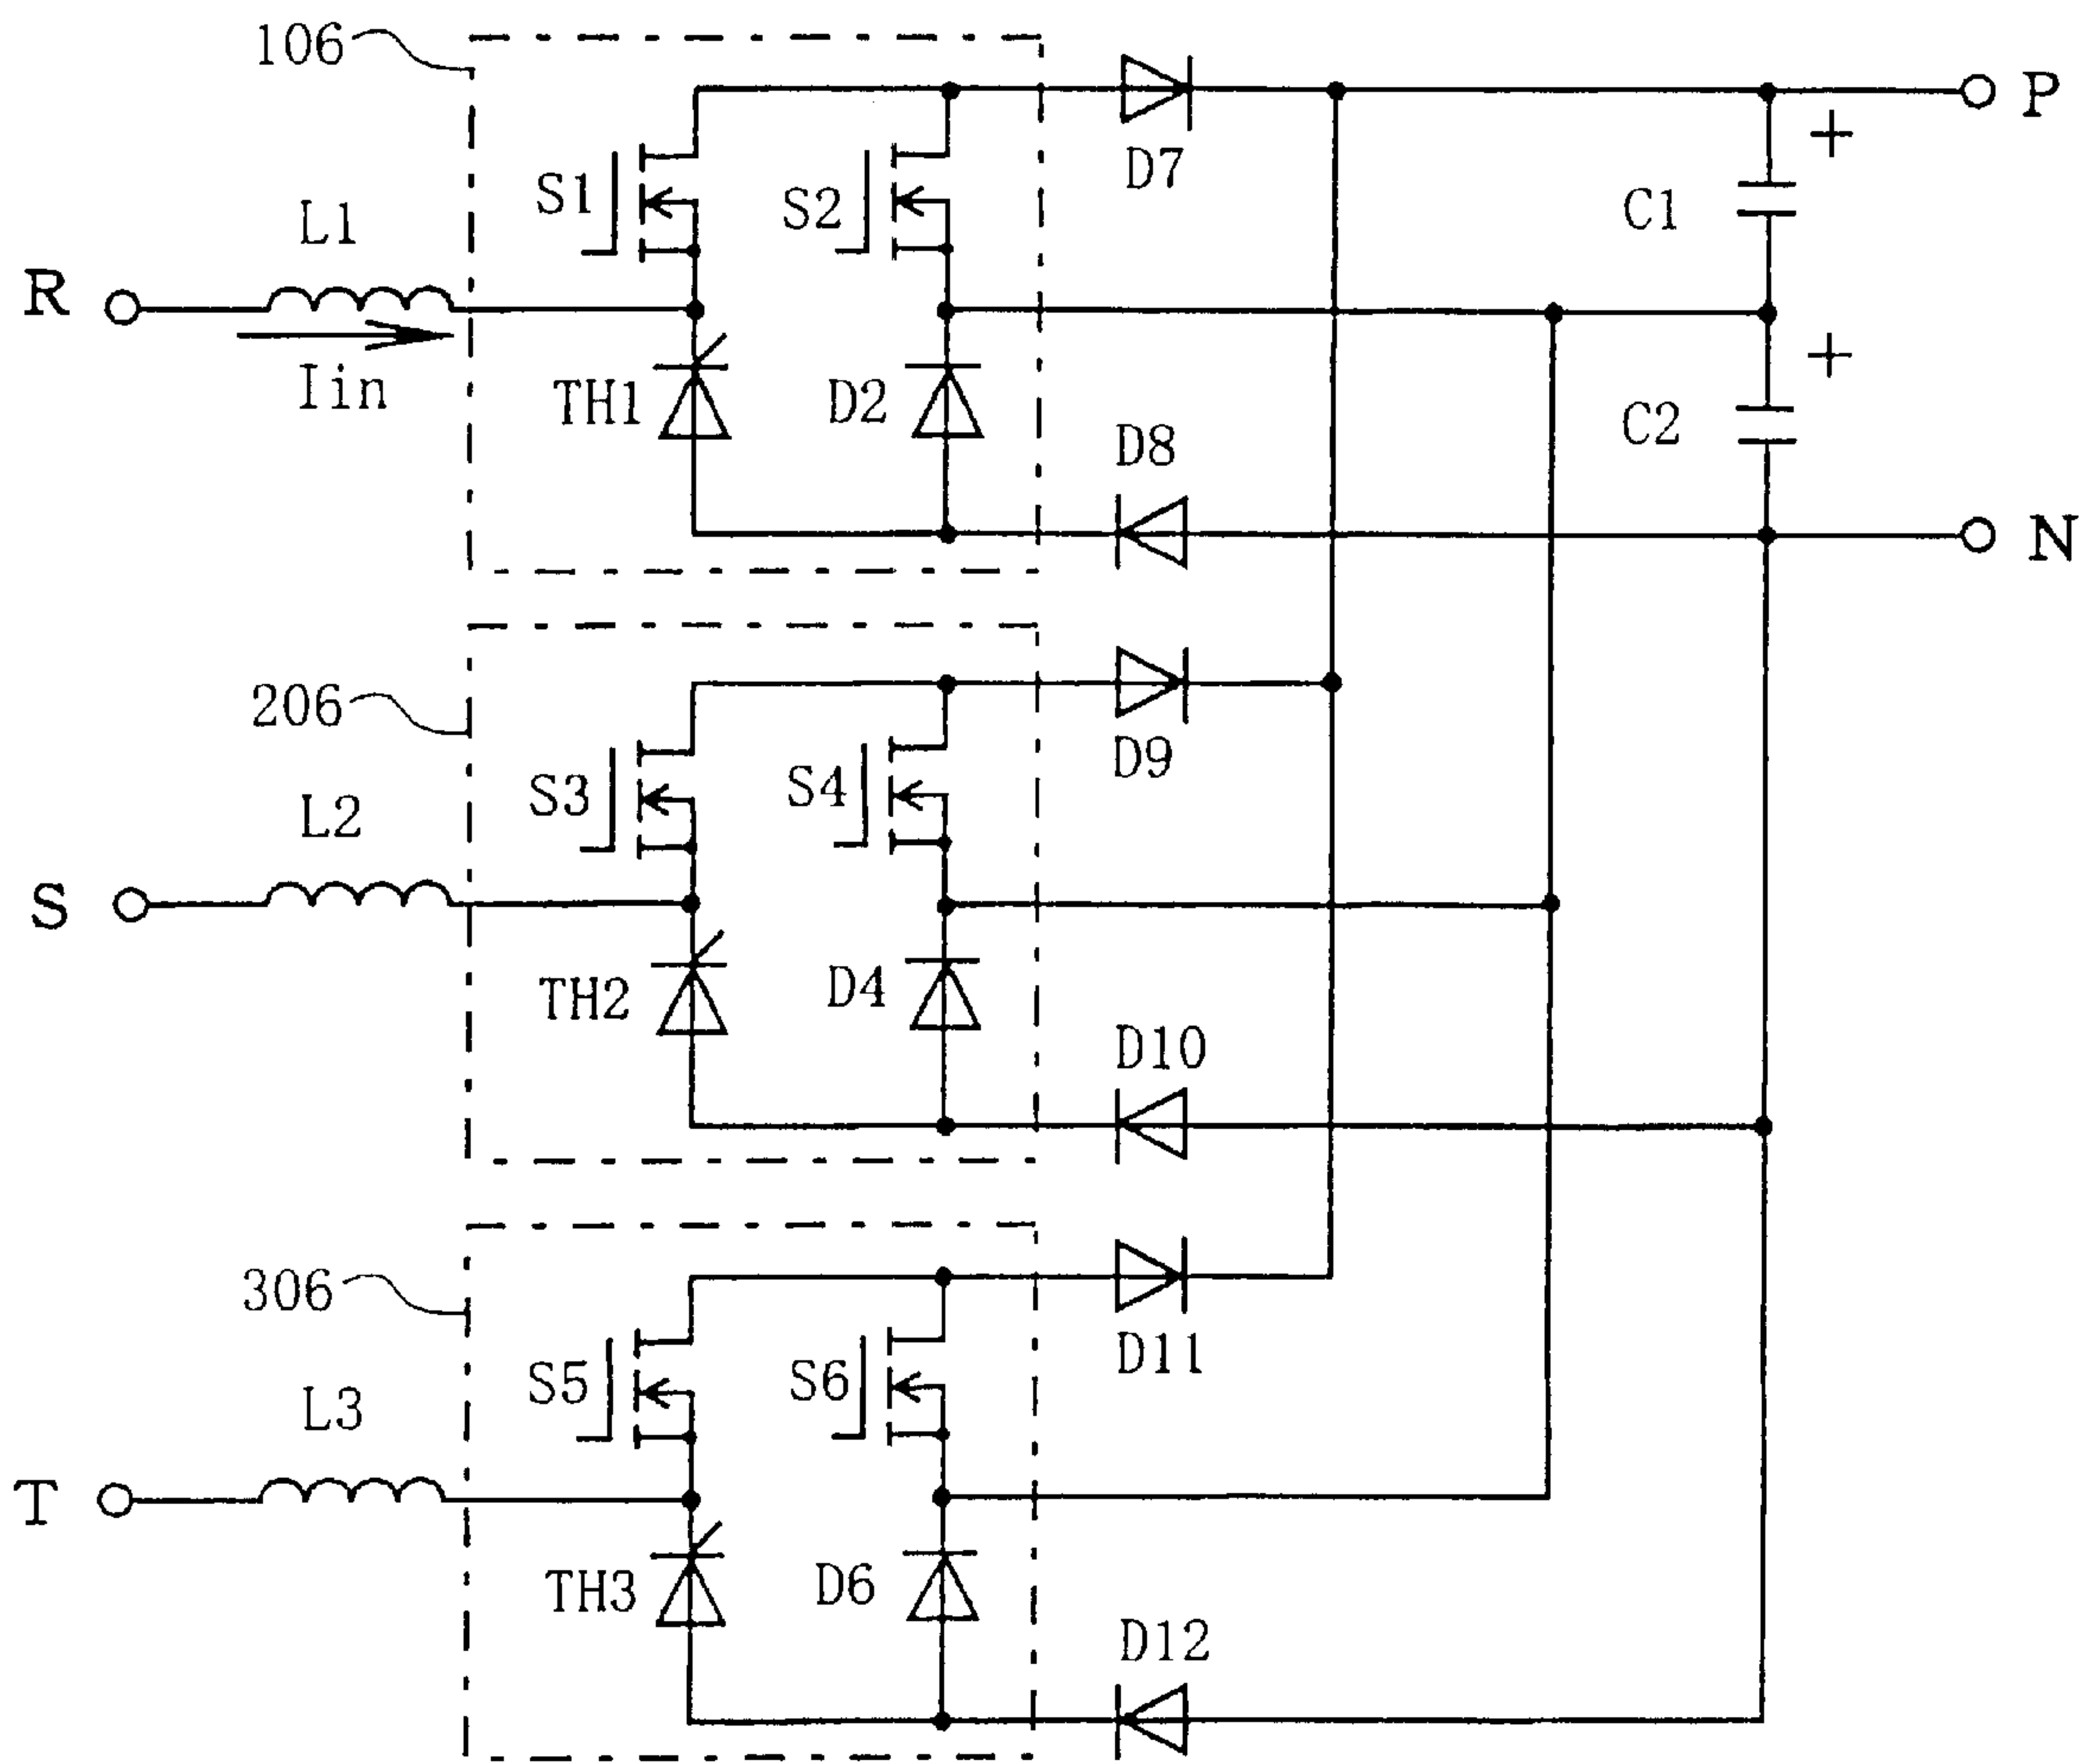 106
P
+
D7
S1
S2
C1
L1
R
Iin
+
TH1
D2
C2
D8
N
206
D9
S3
S4
L2
S
TH2
D4
D10
306
D11
S5
S6
L3
T
TH3
D6
D12